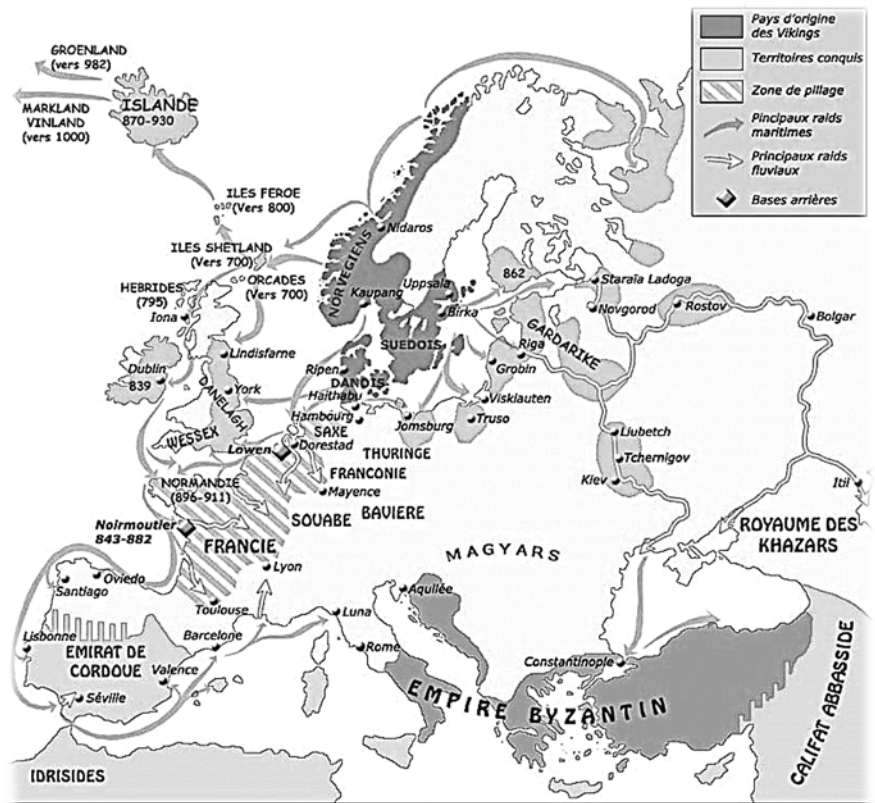 GROENLAND
(vers 982)
MARKLAND
VINLAND
(vers 1000)
ISLANDE
870-930
ILES FEROE
(Vers 800)
ILES SHETLAND
(Vers 700)
ORCADES
(Vers 700)
HEBRIDES
(795)
Iona
Pays d'origine
des Vikings
Territoires conquis
Zone de pillage
Pincipaux raids
maritimes
Principaux raids
fluviaux
Bases arrières
Nidaros
NORVEGIENS
Kaupang
Uppsala
Birka
SUEDOIS
862
Staraïa Ladoga
Novgorod
Rostov
Bolgar
GARDARIKE
Riga
Grobin
Viskiauten
Truso
Jomsburg
Lindisfarne
Dublin
839
York
DANELAGH
WESSEX
Ripen
DANOIS
Haithabu
Hambourg
SAXE
Lowen
Dorestad
THURINGE
FRANCONIE
Mayence
NORMANDIE
(896-911)
SOUABE
BAVIERE
Noirmoutier
843-882
FRANCIE
Lyon
Liubetch
Tchernigov
Kiev
Itil
ROYAUME DES
KHAZARS
MAGYARS
Oviedo
Santiago
Toulouse
Luna
Aquilée
Lisbonne
EMIRAT DE
CORDOUE
Barcelone
Valence
Séville
Rome
Constantinople
EMPIRE BYZANTIN
CALIFAT ABBASSIDE
IDRISIDES